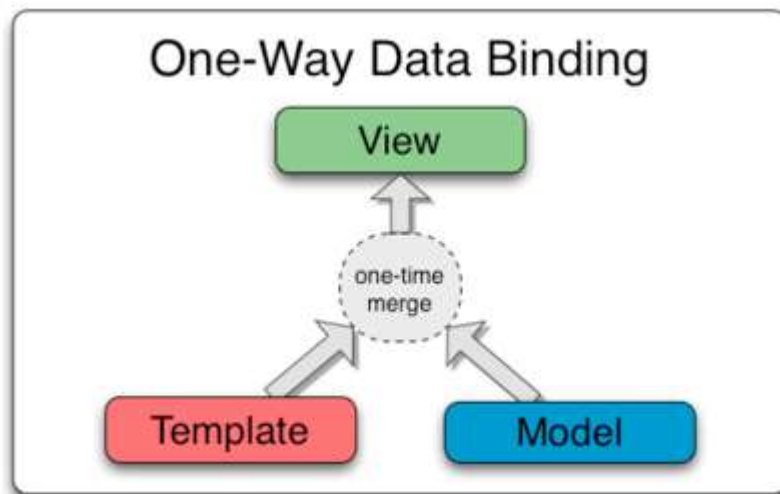 One-Way Data Binding
View
one-time
merge
Template
Model